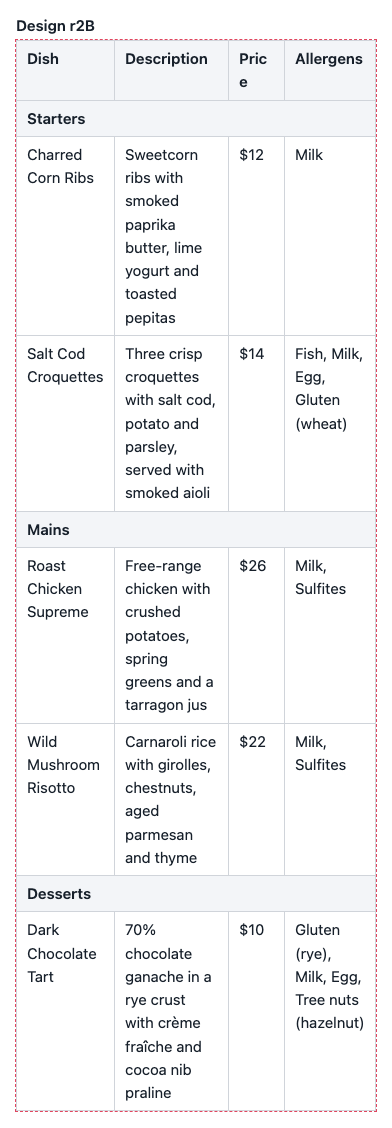 Design r2B
Dish Description Pric Allergens
e
Starters
Charred Sweetcorn $12 Milk
Corn Ribs ribs with
smoked
paprika
butter, lime
yogurt and
toasted
pepitas
Salt Cod Three crisp $14 Fish, Milk,
Croquettes croquettes Egg,
with salt cod, Gluten
potato and (wheat)
parsley,
served with
smoked aioli
Mains
Roast Free-range $26 Milk,
Chicken chicken with Sulfites
Supreme crushed
potatoes,
spring
greens and a
tarragon jus
Wild Carnaroli rice $22 Milk,
Mushroom with girolles, Sulfites
Risotto chestnuts,
aged
parmesan
and thyme
Desserts
Dark 70% $10 Gluten
Chocolate chocolate (rye),
Tart ganache in a Milk, Egg,
rye crust Tree nuts
with crème (hazelnut)
fraîche and
cocoa nib
praline